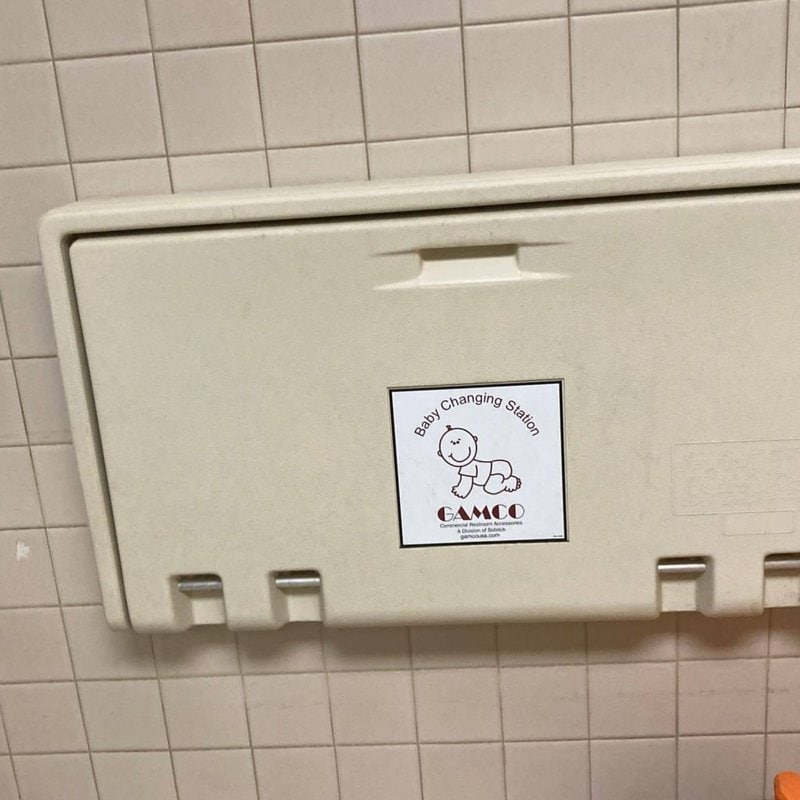 Baby Changing Station
GAMCO
Commercial Restroom Accessories
A Division of Bobrick
gamcousa.com